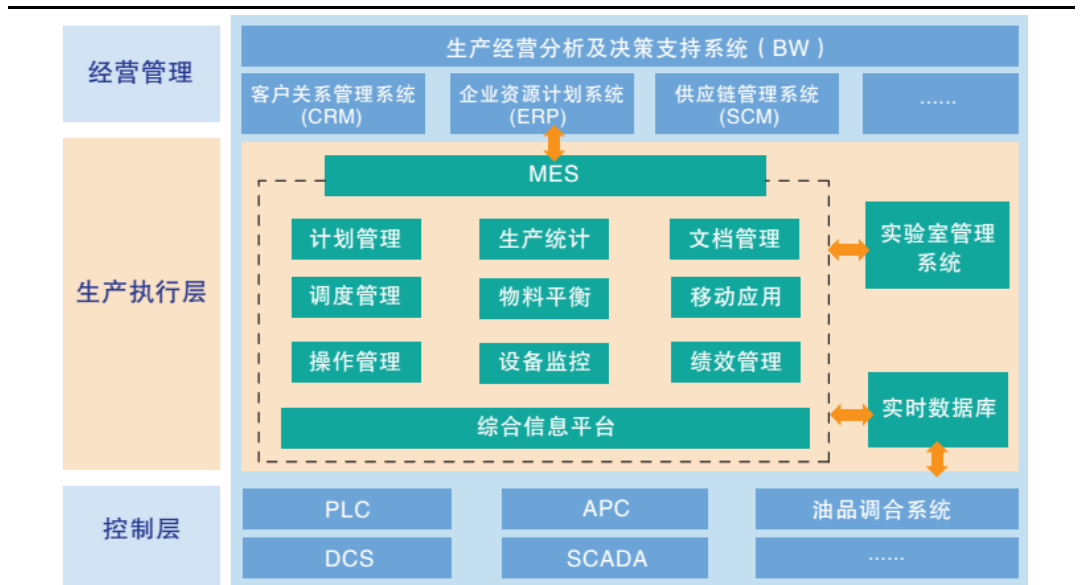 经营管理
生产经营分析及决策支持系统（BW）
客户关系管理系统
(CRM)
企业资源计划系统
(ERP)
供应链管理系统
(SCM)
······
生产执行层
MES
计划管理
生产统计
文档管理
调度管理
物料平衡
移动应用
操作管理
设备监控
绩效管理
综合信息平台
实验室管理
系统
实时数据库
控制层
PLC
APC
油品调合系统
DCS
SCADA
······